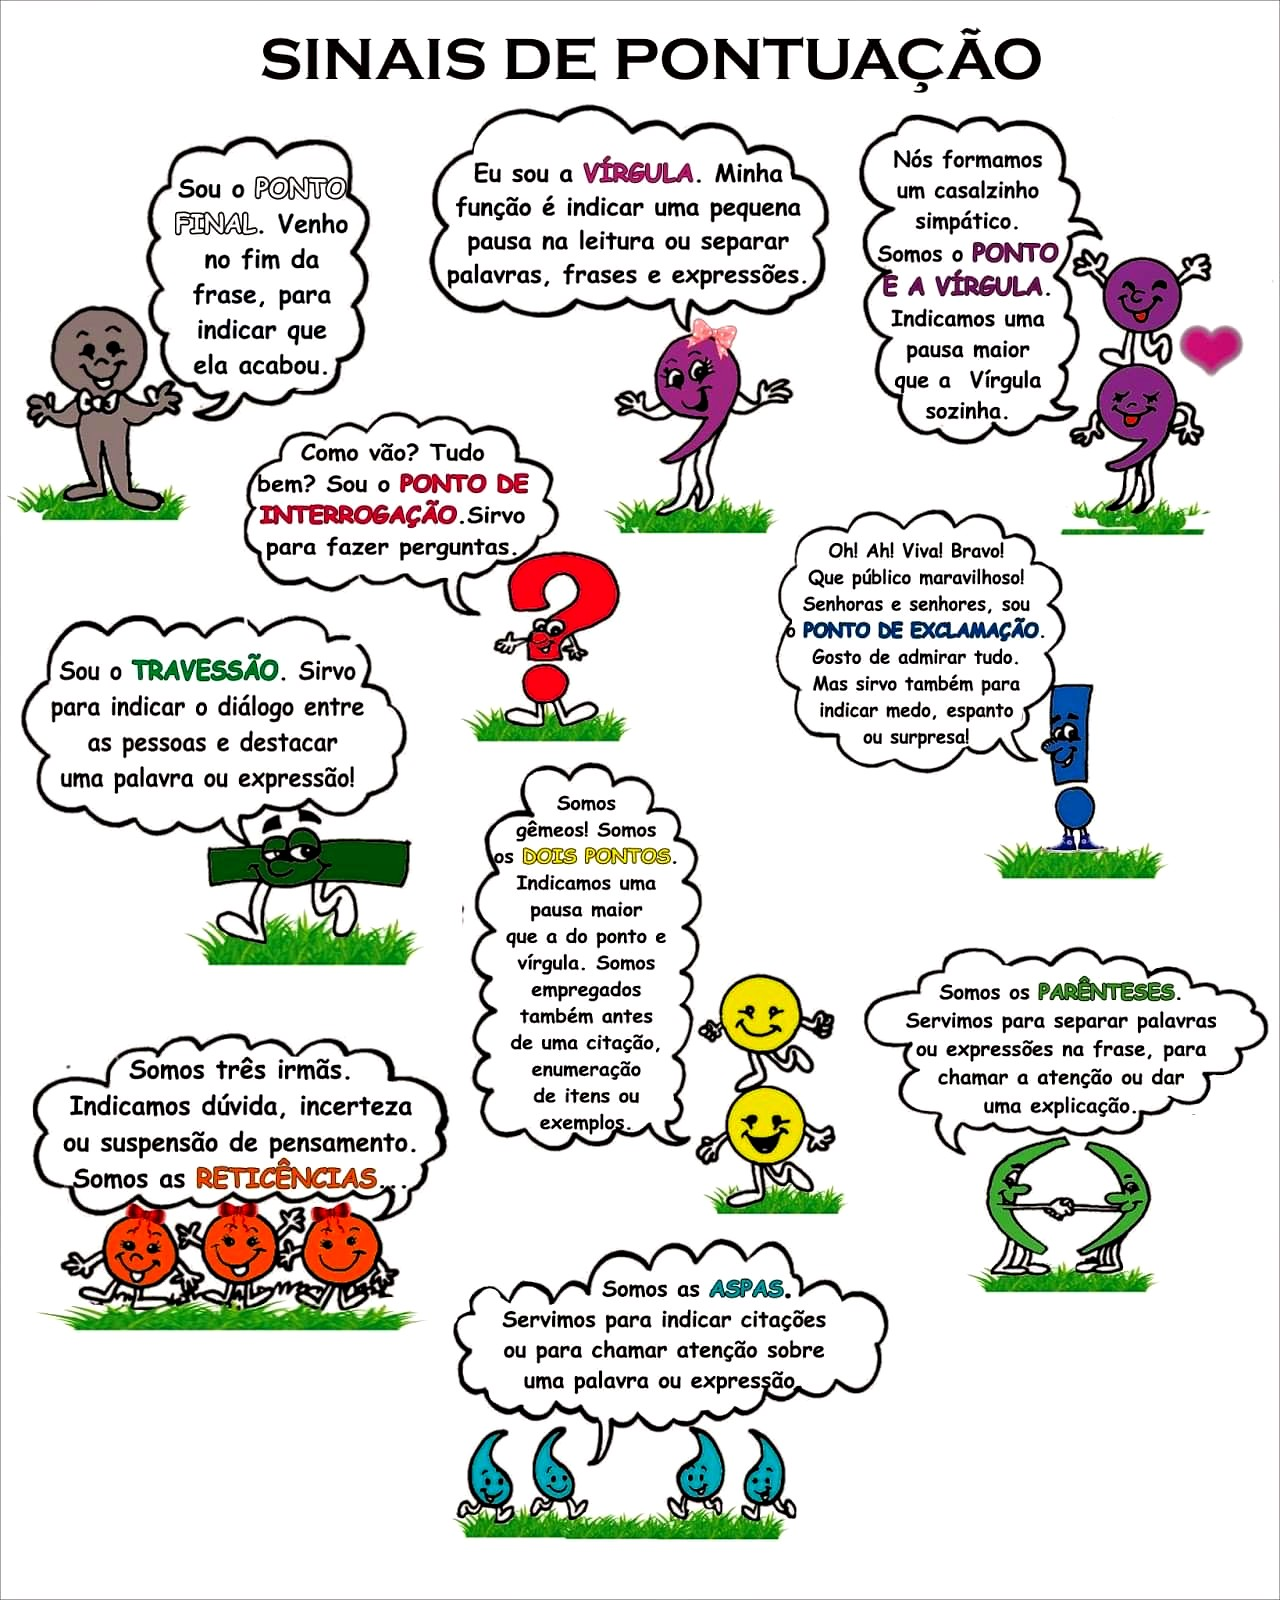 SINAIS DE PONTUAÇÃO
Sou o PONTO
FINAL. Venho
no fim da
frase, para
indicar que
ela acabou.
Eu sou a VÍRGULA. Minha
função é indicar uma pequena
pausa na leitura ou separar
palavras, frases e expressões.
Nós formamos
um casalzinho
simpático.
Somos o PONTO
E A VÍRGULA.
Indicamos uma
pausa maior
que a Vírgula
sozinha.
Como vão? Tudo
bem? Sou o PONTO DE
INTERROGAÇÃO.Sirvo
para fazer perguntas.
Oh! Ah! Viva! Bravo!
Que público maravilhoso!
Senhoras e senhores, sou
o PONTO DE EXCLAMAÇÃO.
Gosto de admirar tudo.
Mas sirvo também para
indicar medo, espanto
ou surpresa!
Sou o TRAVESSÃO. Sirvo
para indicar o diálogo entre
as pessoas e destacar
uma palavra ou expressão!
Somos
gêmeos! Somos
os DOIS PONTOS.
Indicamos uma
pausa maior
que a do ponto e
vírgula. Somos
empregados
também antes
de uma citação,
enumeração
de itens ou
exemplos.
Somos os PARÊNTESES.
Servimos para separar palavras
ou expressões na frase, para
chamar a atenção ou dar
uma explicação.
Somos três irmãs.
Indicamos dúvida, incerteza
ou suspensão de pensamento.
Somos as RETICÊNCIAS...
Somos as ASPAS.
Servimos para indicar citações
ou para chamar atenção sobre
uma palavra ou expressão.